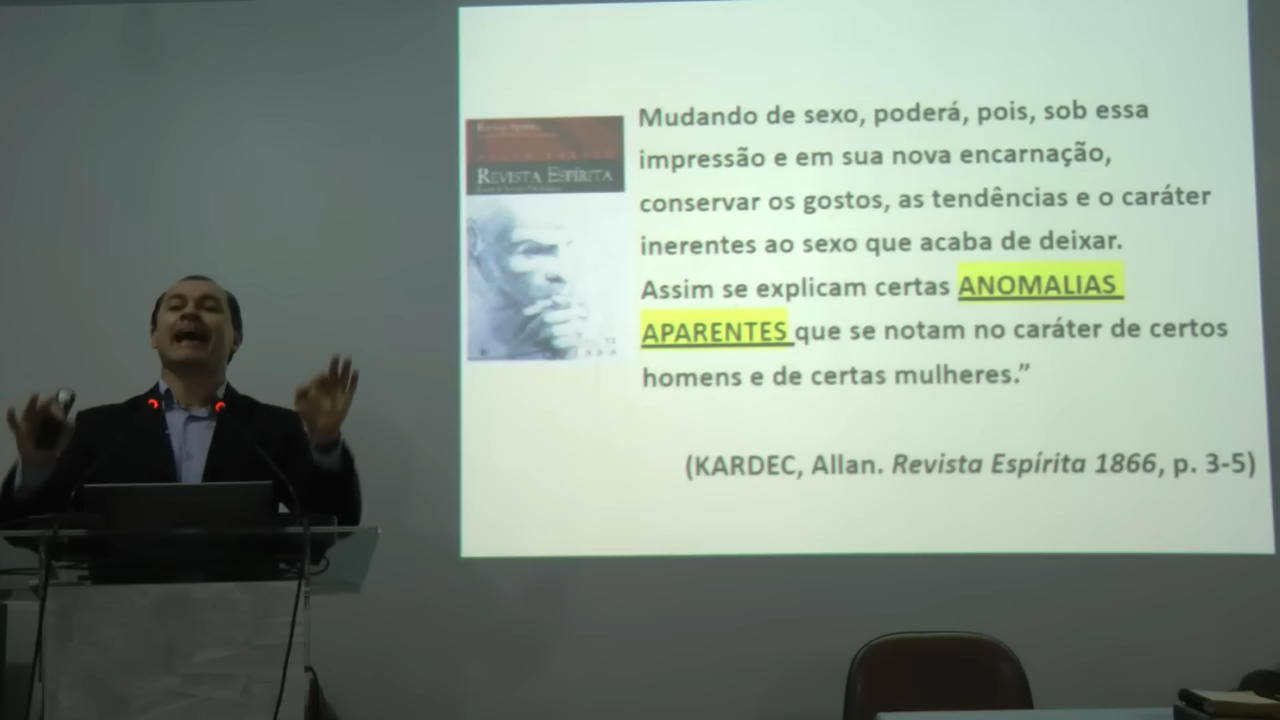 Mudando de sexo, poderá, pois, sob essa
impressão e em sua nova encarnação,
conservar os gostos, as tendências e o caráter
inerentes ao sexo que acaba de deixar.
Assim se explicam certas ANOMALIAS
APARENTES que se notam no caráter de certos
homens e de certas mulheres.”
(KARDEC, Allan. Revista Espírita 1866, p. 3-5)
REVISTA ESPÍRITA